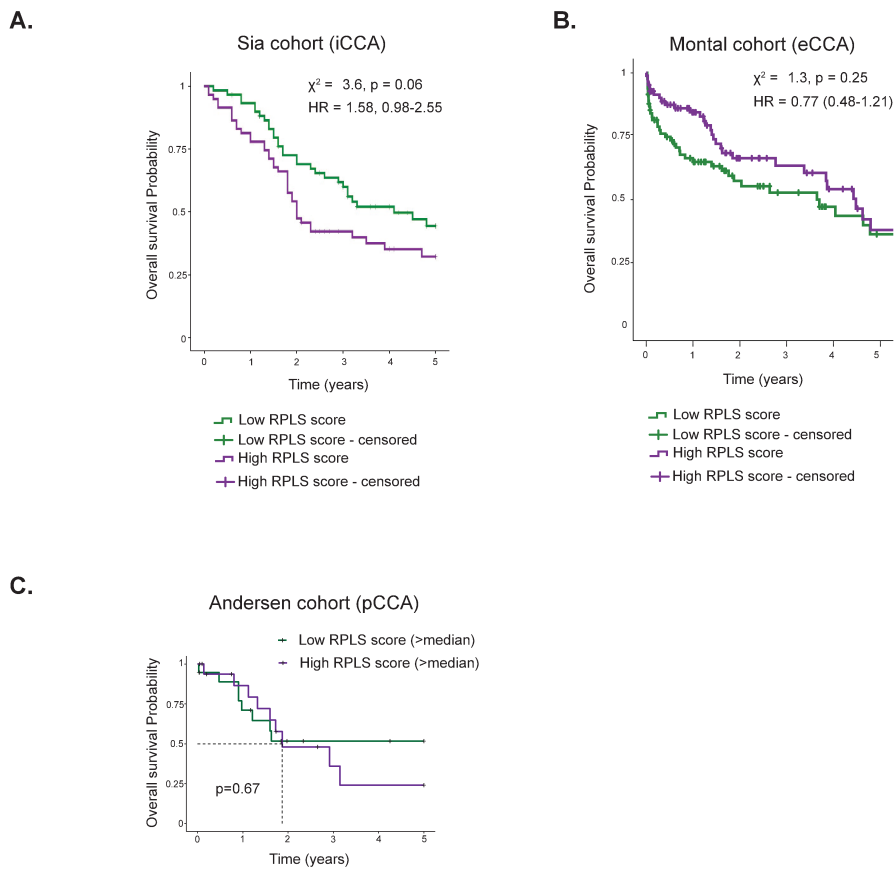 A.
Sia cohort (iCCA)
χ² = 3.6, p = 0.06
HR = 1.58, 0.98-2.55
Overall survival Probability
1
0.75
0.5
0.25
0
0 1 2 3 4 5
Time (years)
Low RPLS score
Low RPLS score - censored
High RPLS score
High RPLS score - censored
B.
Montal cohort (eCCA)
χ² = 1.3, p = 0.25
HR = 0.77 (0.48-1.21)
Overall survival Probability
1
0.75
0.5
0.25
0
0 1 2 3 4 5
Time (years)
Low RPLS score
Low RPLS score - censored
High RPLS score
High RPLS score - censored
C.
Andersen cohort (pCCA)
Low RPLS score (>median)
High RPLS score (>median)
Overall survival Probability
1
0.75
0.5
0.25
0
p=0.67
0 1 2 3 4 5
Time (years)